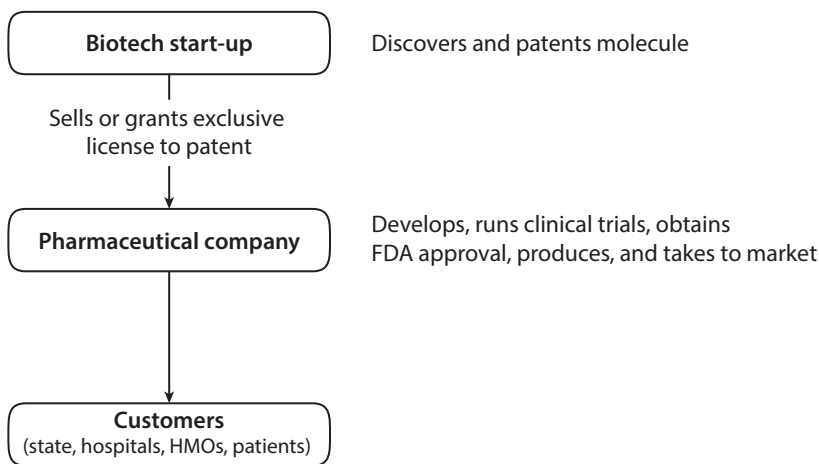 Biotech start-up
Discovers and patents molecule
Sells or grants exclusive
license to patent
Pharmaceutical company
Develops, runs clinical trials, obtains
FDA approval, produces, and takes to market
Customers
(state, hospitals, HMOs, patients)